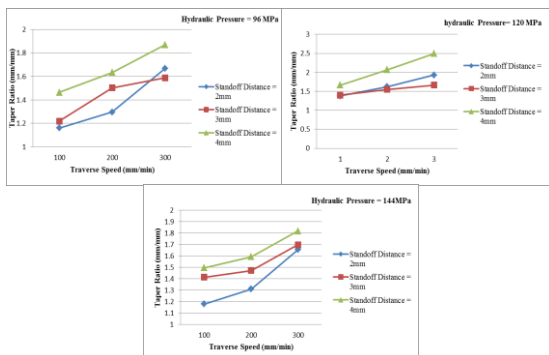 Hydraulic Pressure = 96 MPa
Taper Ratio (mm/mm)
2
1.8
1.6
1.4
1.2
1
100 200 300
Traverse Speed (mm/min)
Standoff Distance =
2mm
Standoff Distance =
3mm
Standoff Distance =
4mm
hydraulic Pressure= 120 MPa
Taper Ratio (mm/mm)
3
2.5
2
1.5
1
0.5
0
1 2 3
Traverse Speed (mm/min)
Standoff Distance =
2mm
Standoff Distance =
3mm
Standoff Distance =
4mm
Hydraulic Pressure = 144MPa
Taper Ratio (mm/mm)
2
1.9
1.8
1.7
1.6
1.5
1.4
1.3
1.2
1.1
1
100 200 300
Traverse Speed (mm/min)
Standoff Distance =
2mm
Standoff Distance =
3mm
Standoff Distance =
4mm